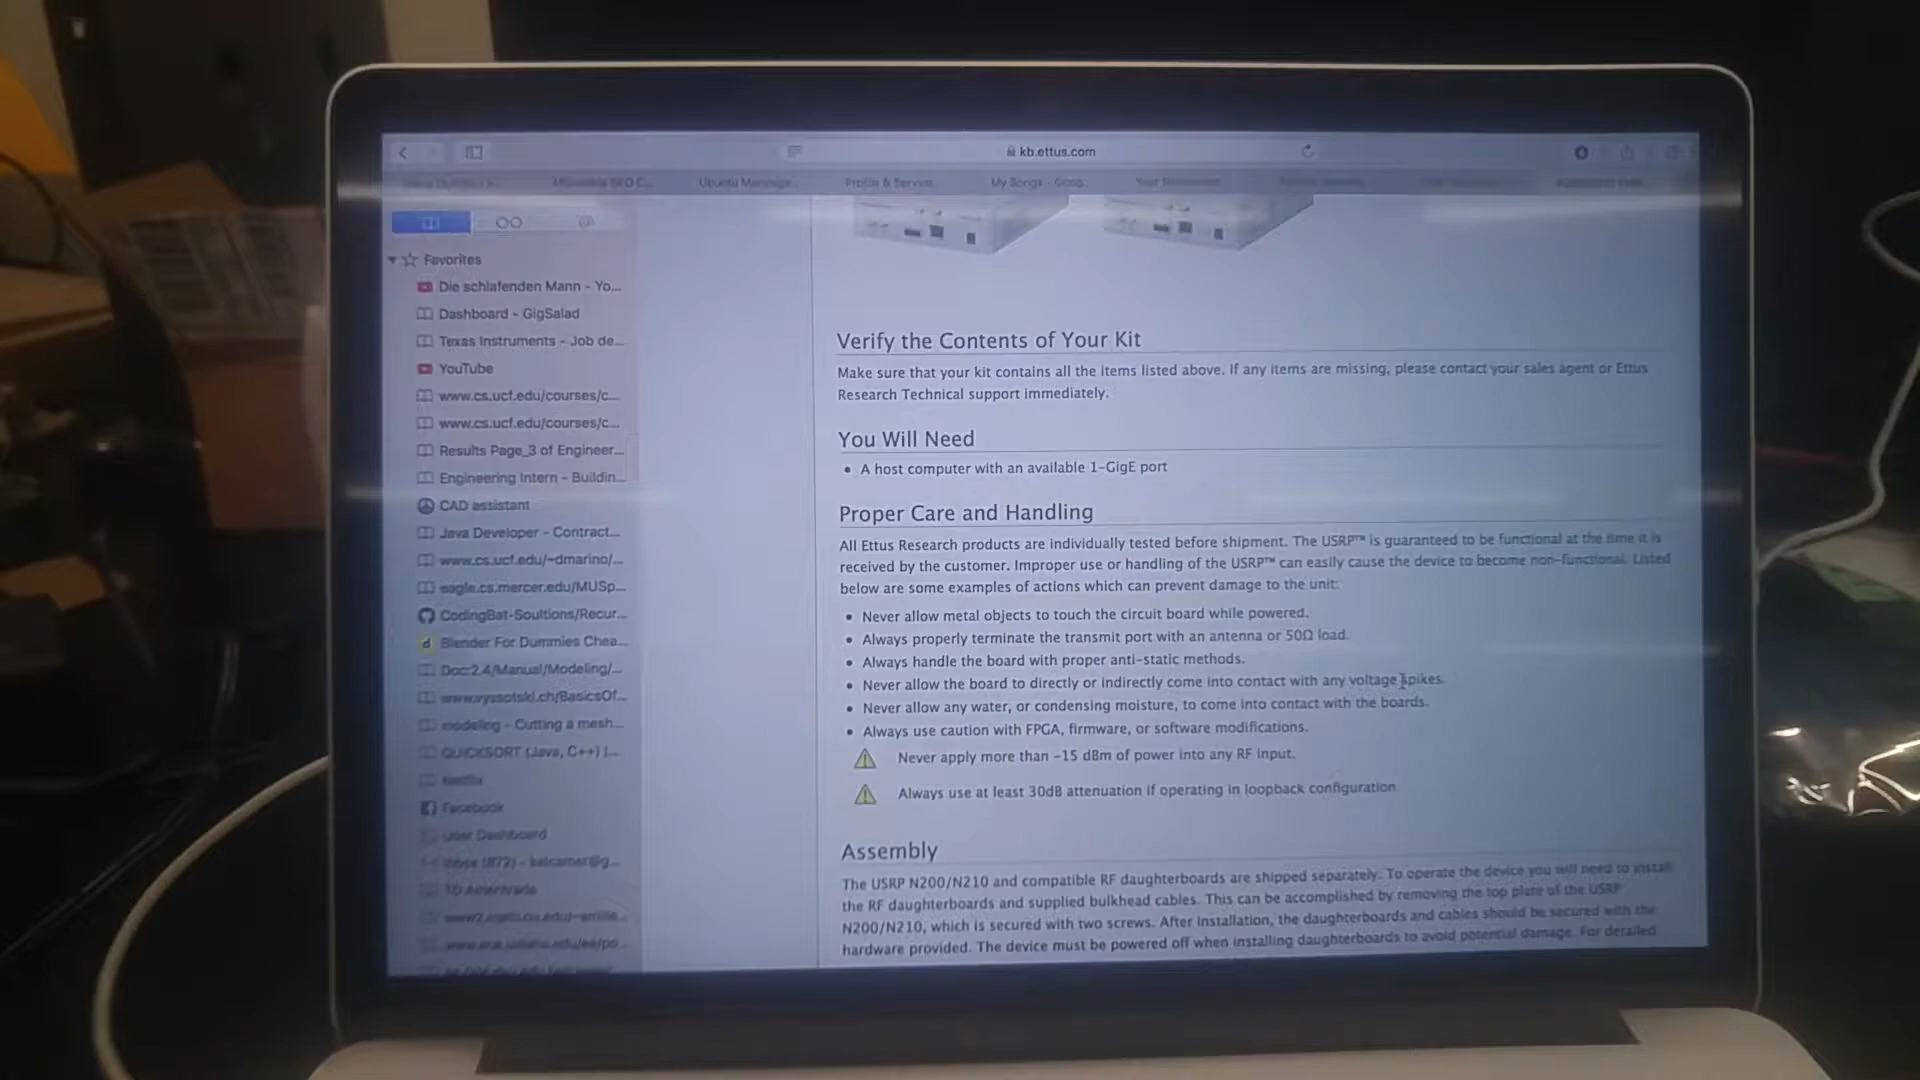 kb.ettus.com
Ubuntu Manpage...
Profile & Service...
My Songs - Goog...
Favorites
Die schlafenden Mann - Yo...
Dashboard - GigSalad
Texas Instruments - Job de...
YouTube
www.cs.ucf.edu/courses/c...
www.cs.ucf.edu/courses/c...
Results Page_3 of Engineer...
Engineering Intern - Buildin...
CAD assistant
Java Developer - Contract...
www.cs.ucf.edu/~dmarino/...
eagle.cs.mercer.edu/MUSp...
CodingBat-Soultions/Recur...
Blender For Dummies Chea...
Doc:2.4/Manual/Modeling/...
www.vyssotski.ch/BasicsOf...
modeling - Cutting a mesh...
QUICKSORT (Java, C++) |...
Netflix
Facebook
User Dashboard
TD Ameritrade
Verify the Contents of Your Kit
Make sure that your kit contains all the items listed above. If any items are missing, please contact your sales agent or Ettus
Research Technical support immediately.
You Will Need
• A host computer with an available 1-GigE port
Proper Care and Handling
All Ettus Research products are individually tested before shipment. The USRP™ is guaranteed to be functional at the time it is
received by the customer. Improper use or handling of the USRP™ can easily cause the device to become non-functional. Listed
below are some examples of actions which can prevent damage to the unit:
• Never allow metal objects to touch the circuit board while powered.
• Always properly terminate the transmit port with an antenna or 50Ω load.
• Always handle the board with proper anti-static methods.
• Never allow the board to directly or indirectly come into contact with any voltage spikes.
• Never allow any water, or condensing moisture, to come into contact with the boards.
• Always use caution with FPGA, firmware, or software modifications.
Never apply more than -15 dBm of power into any RF input.
Always use at least 30dB attenuation if operating in loopback configuration
Assembly
The USRP N200/N210 and compatible RF daughterboards are shipped separately. To operate the device you will need to install
the RF daughterboards and supplied bulkhead cables. This can be accomplished by removing the top plate of the USRP
N200/N210, which is secured with two screws. After installation, the daughterboards and cables should be secured with the
hardware provided. The device must be powered off when installing daughterboards to avoid potential damage. For detailed